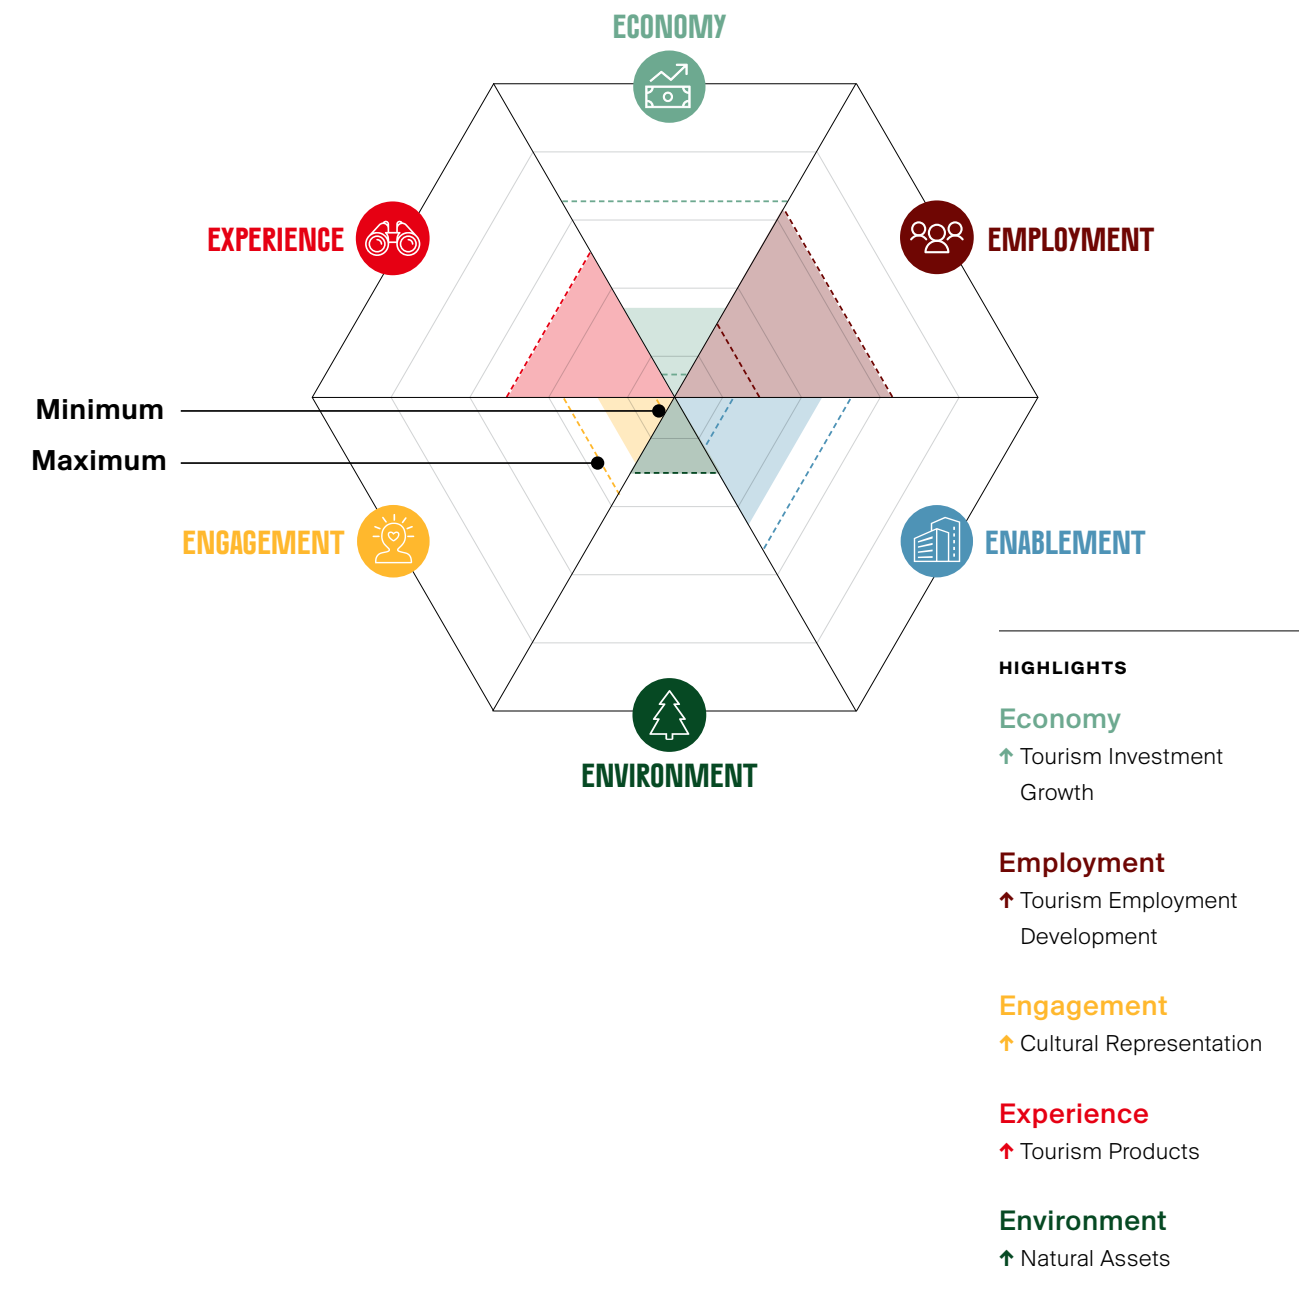 ECONOMY
EXPERIENCE
EMPLOYMENT
Minimum
Maximum
ENGAGEMENT
ENABLEMENT
ENVIRONMENT
HIGHLIGHTS
Economy
↑ Tourism Investment
Growth
Employment
↑ Tourism Employment
Development
Engagement
↑ Cultural Representation
Experience
↑ Tourism Products
Environment
↑ Natural Assets